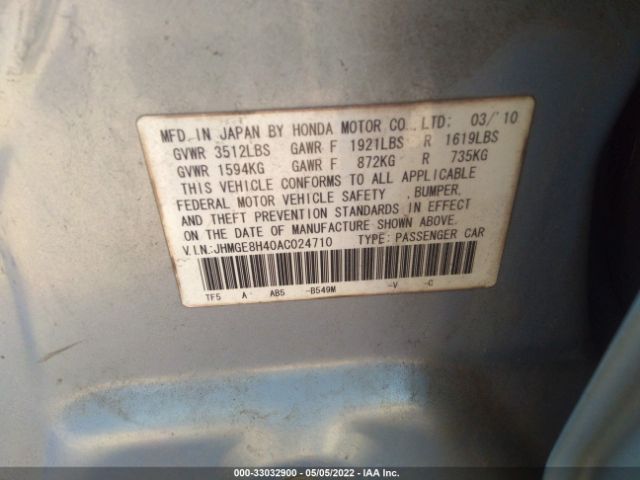 MFD. IN JAPAN BY HONDA MOTOR CO., LTD: 03/'10
GVWR 3512LBS GAWR F 1921LBS R 1619LBS
GVWR 1594KG GAWR F 872KG R 735KG
THIS VEHICLE CONFORMS TO ALL APPLICABLE
FEDERAL MOTOR VEHICLE SAFETY , BUMPER,
AND THEFT PREVENTION STANDARDS IN EFFECT
ON THE DATE OF MANUFACTURE SHOWN ABOVE.
V.I.N:JHMGE8H40AC024710 TYPE: PASSENGER CAR
TF5 A AB5 -B549M -V -C
000-33032900 - 05/05/2022 - IAA Inc.